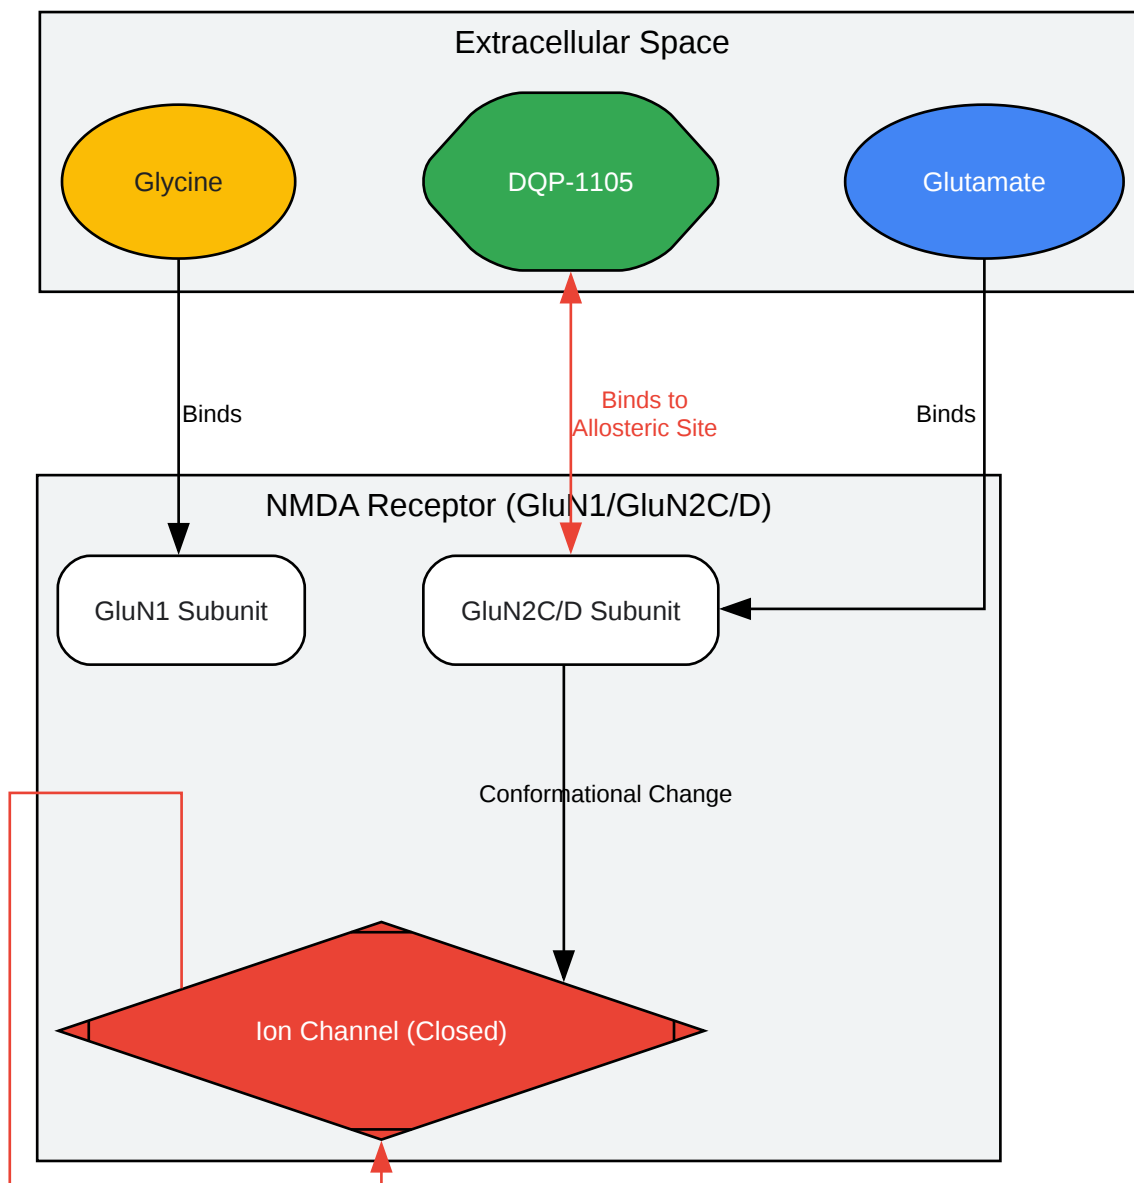 Extracellular Space
Glycine
DQP-1105
Glutamate
Binds
Binds to
Allosteric Site
Binds
NMDA Receptor (GluN1/GluN2C/D)
GluN1 Subunit
GluN2C/D Subunit
Conformational Change
Ion Channel (Closed)